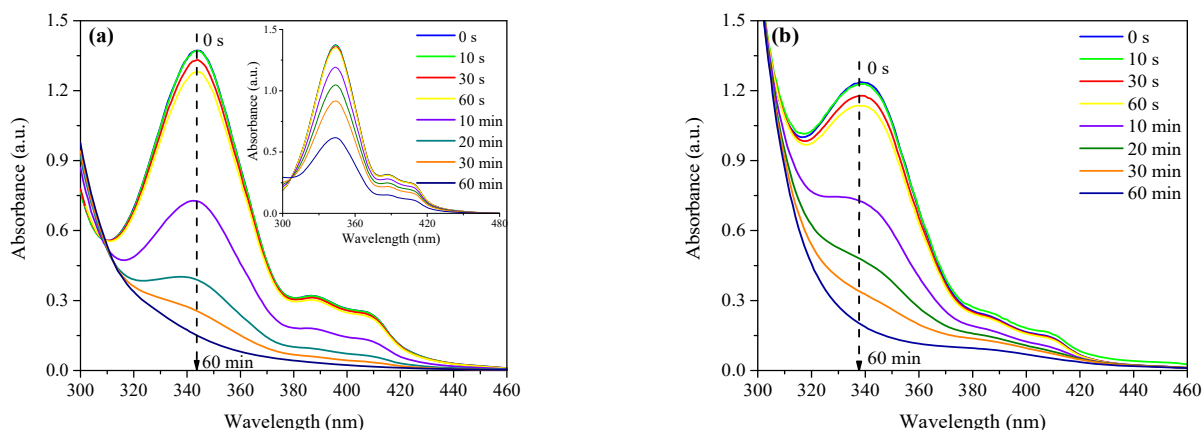 (a)
0 s
60 min
1.5
1.2
0.9
0.6
0.3
0.0
300 320 340 360 380 400 420 440 460
Absorbance (a.u.)
Wavelength (nm)
1.5
1.0
0.5
0.0
300 360 420 480
Absorbance (a.u.)
Wavelength (nm)
0 s
10 s
30 s
60 s
10 min
20 min
30 min
60 min
(b)
0 s
60 min
1.5
1.2
0.9
0.6
0.3
0.0
300 320 340 360 380 400 420 440 460
Absorbance (a.u.)
Wavelength (nm)
0 s
10 s
30 s
60 s
10 min
20 min
30 min
60 min